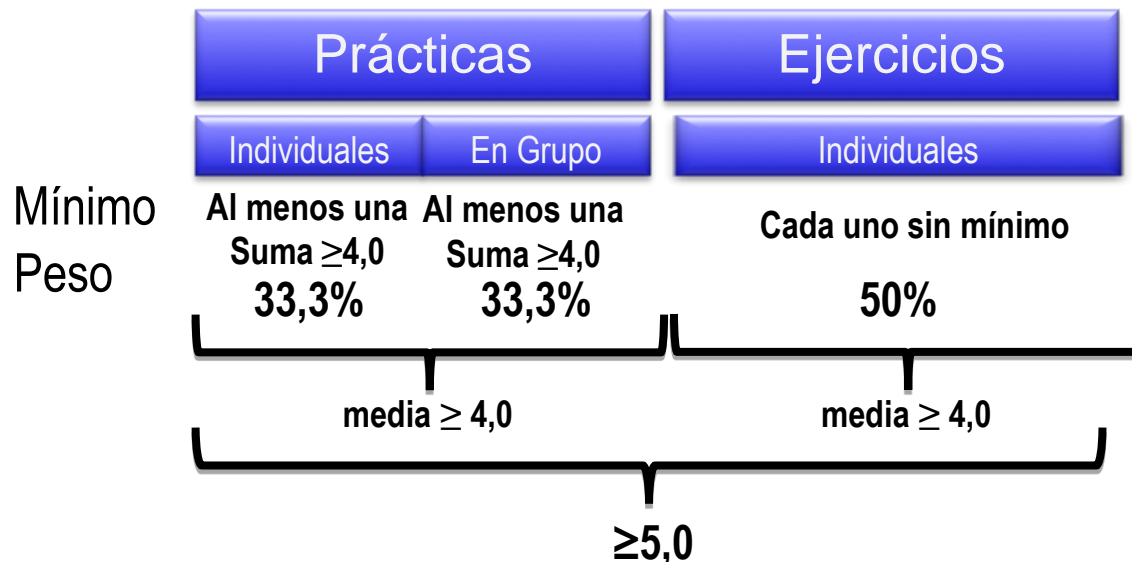 Prácticas
Ejercicios
Individuales
En Grupo
Individuales
Mínimo
Peso
Al menos una
Suma ≥4,0
33,3%
Al menos una
Suma ≥4,0
33,3%
Cada uno sin mínimo
50%
media ≥ 4,0
media ≥ 4,0
≥5,0